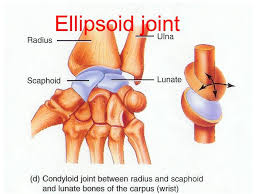 Ellipsoid joint
Radius
Ulna
Scaphoid
Lunate
(d) Condyloid joint between radius and scaphoid
and lunate bones of the carpus (wrist)